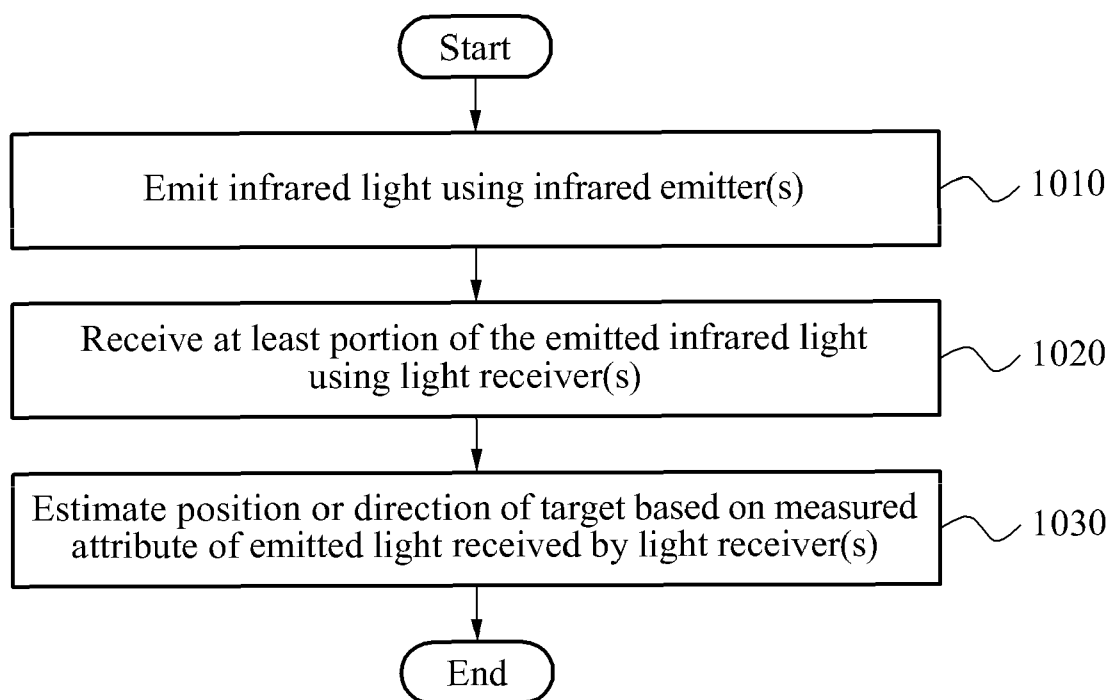 Start
Emit infrared light using infrared emitter(s)
1010
Receive at least portion of the emitted infrared light
using light receiver(s)
1020
Estimate position or direction of target based on measured
attribute of emitted light received by light receiver(s)
1030
End